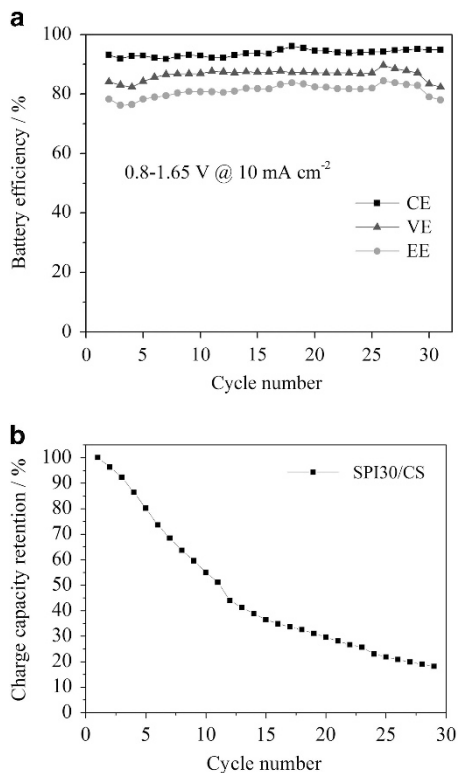 a
100
80
60
40
20
0
Battery efficiency / %
0.8-1.65 V @ 10 mA cm⁻²
CE
VE
EE
0 5 10 15 20 25 30
Cycle number
b
100
90
80
70
60
50
40
30
20
10
0
Charge capacity retention / %
SPI30/CS
0 5 10 15 20 25 30
Cycle number